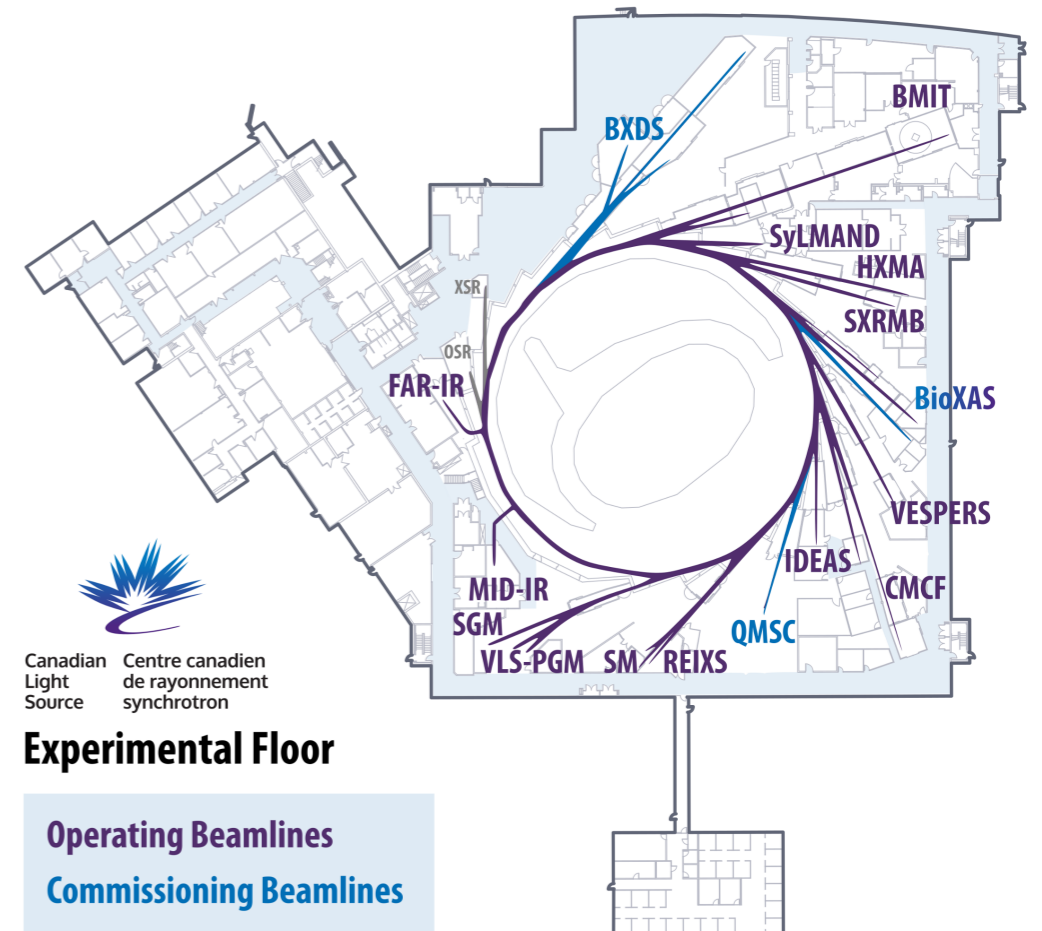 BMIT
BXDS
SyLMAND
HXMA
XSR
SXRMB
OSR
FAR-IR
BioXAS
VESPERS
IDEAS
CMCF
MID-IR
SGM
QMSC
VLS-PGM
SM
REIXS
Canadian
Light
Source
Centre canadien
de rayonnement
synchrotron
Experimental Floor
Operating Beamlines
Commissioning Beamlines